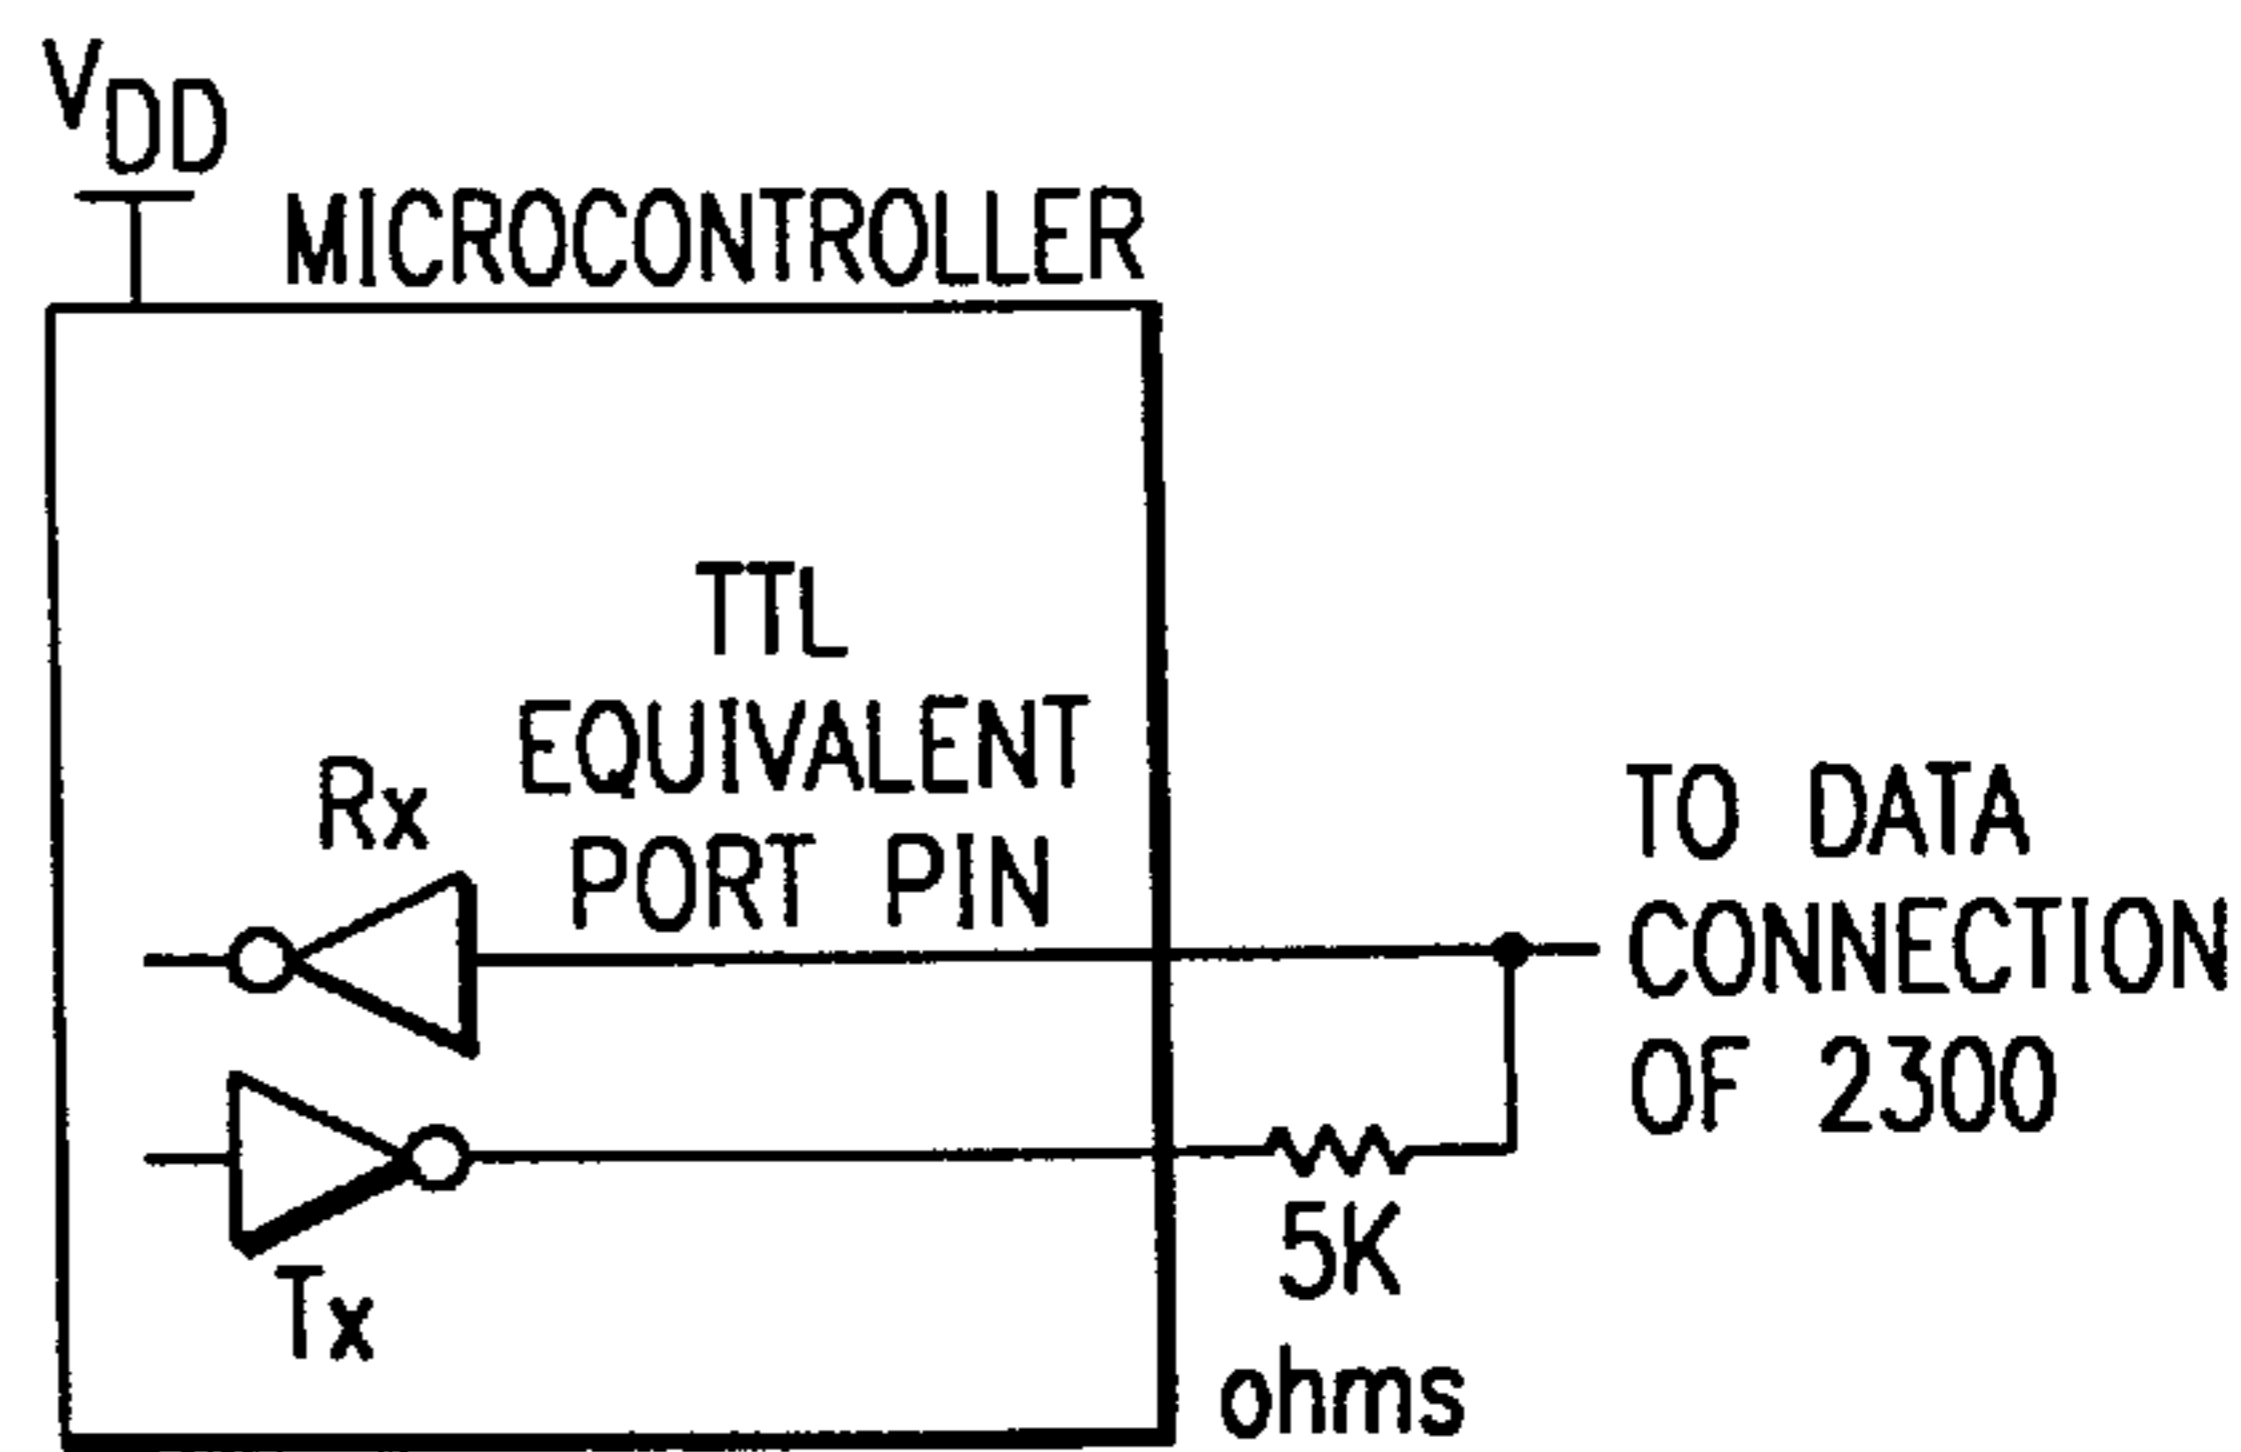 VDD
MICROCONTROLLER
TTL
EQUIVALENT
PORT PIN
Rx
Tx
TO DATA
CONNECTION
OF 2300
5K
ohms